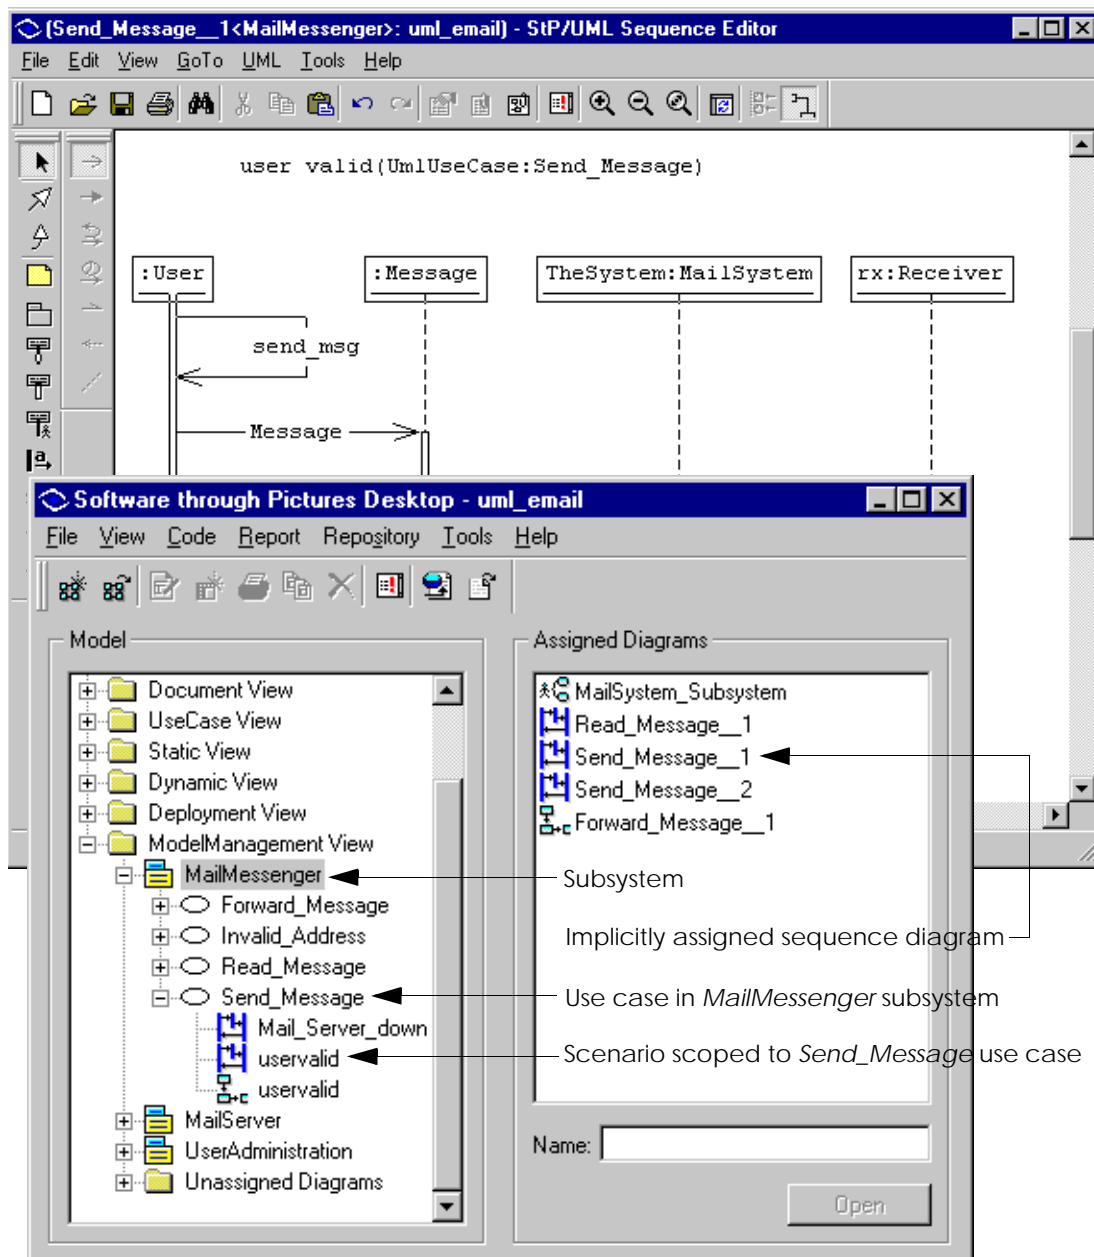 (Send_Message__1<MailMessenger>: uml_email) - StP/UML Sequence Editor
File Edit View GoTo UML Tools Help
user valid(UmlUseCase:Send_Message)
:User :Message TheSystem:MailSystem rx:Receiver
send_msg
Message
a
Software through Pictures Desktop - uml_email
File View Code Report Repository Tools Help
Model
Document View
UseCase View
Static View
Dynamic View
Deployment View
ModelManagement View
MailMessenger
Forward_Message
Invalid_Address
Read_Message
Send_Message
Mail_Server_down
uservalid
uservalid
MailServer
UserAdministration
Unassigned Diagrams
Assigned Diagrams
MailSystem_Subsystem
Read_Message__1
Send_Message__1
Send_Message__2
Forward_Message__1
Subsystem
Implicitly assigned sequence diagram
Use case in MailMessenger subsystem
Scenario scoped to Send_Message use case
Name:
Open